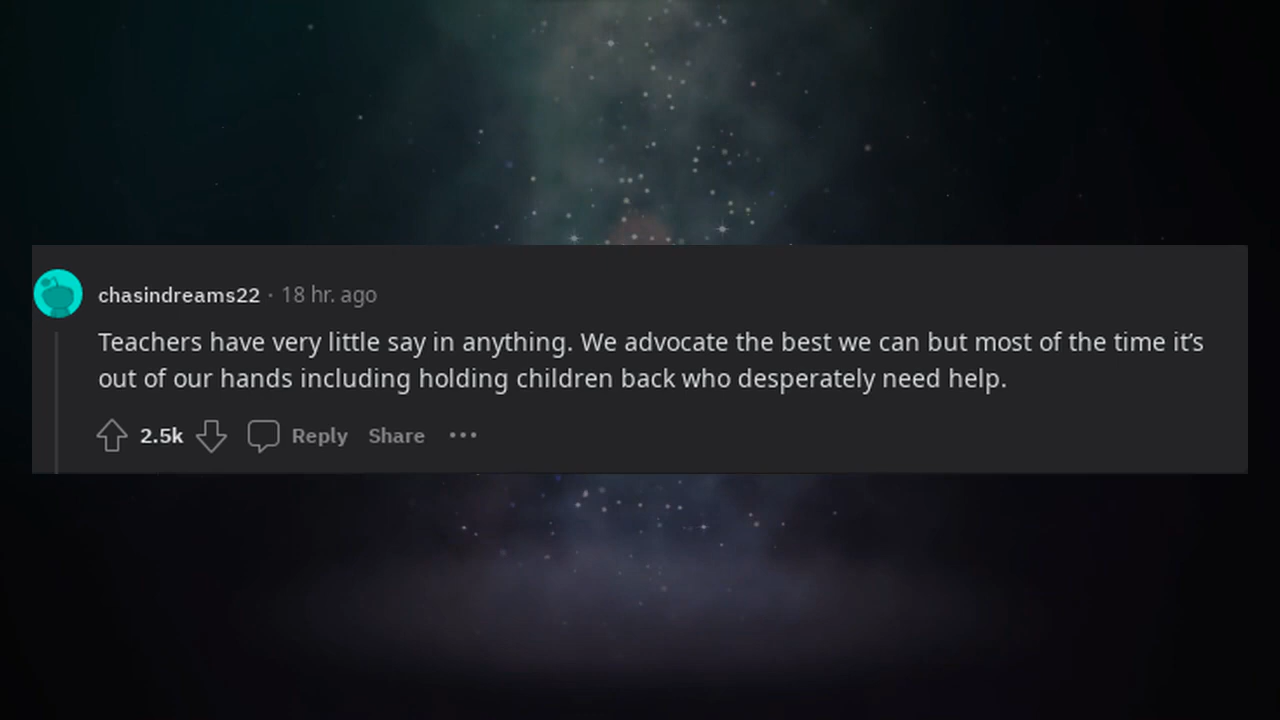 chasindreams22 · 18 hr. ago
Teachers have very little say in anything. We advocate the best we can but most of the time it’s
out of our hands including holding children back who desperately need help.
2.5k Reply Share •••